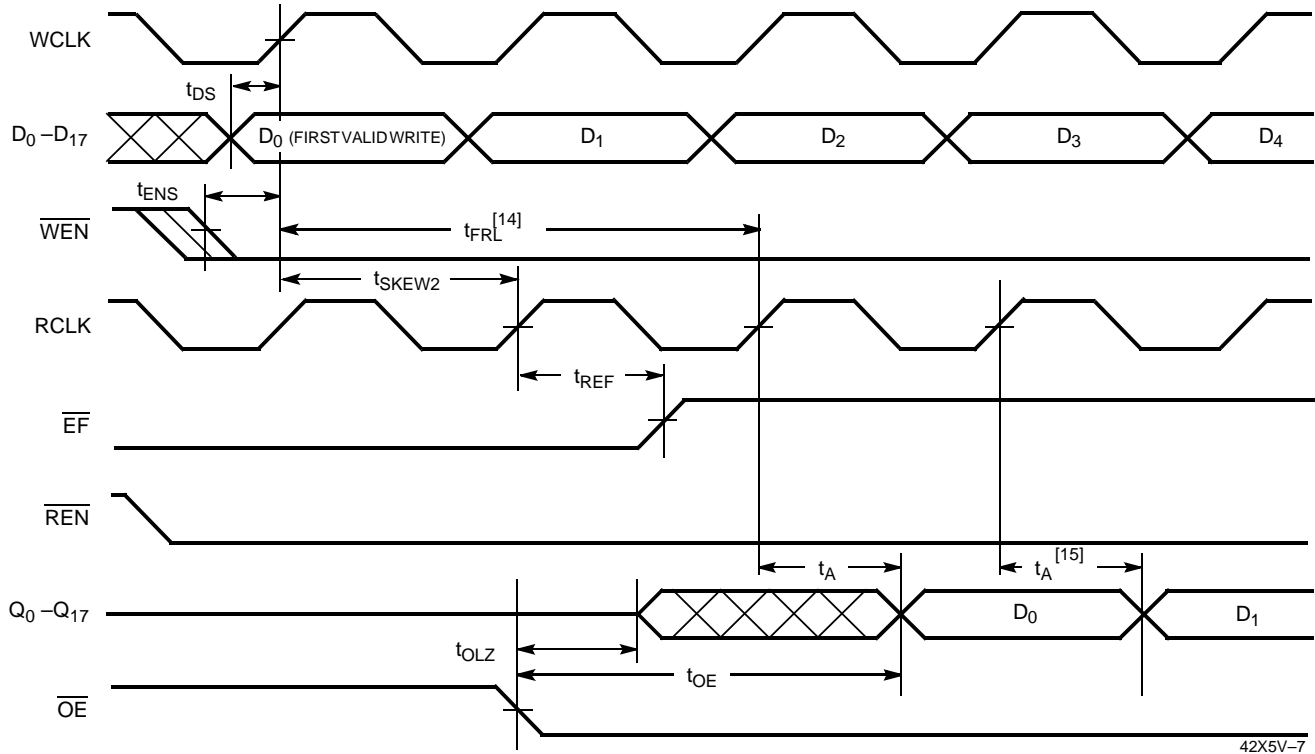 WCLK
tDS
D0 –D17
D0 (FIRST VALID WRITE)
D1
D2
D3
D4
tENS
WEN
tFRL[14]
tSKEW2
RCLK
tREF
EF
REN
tA
tA[15]
Q0 –Q17
D0
D1
tOLZ
tOE
OE
42X5V–7